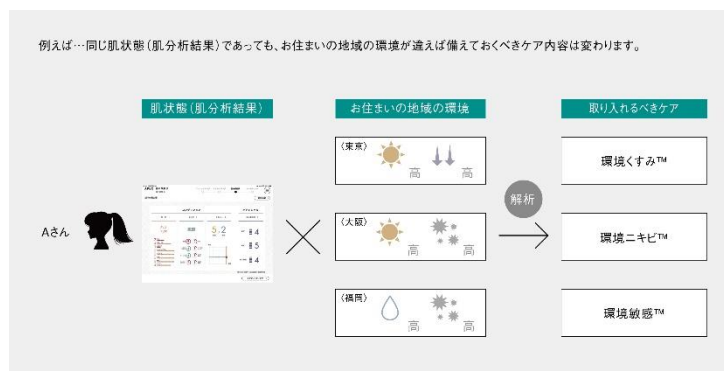 例えば…同じ肌状態(肌分析結果)であっても、お住まいの地域の環境が違えば備えておくべきケア内容は変わります。
肌状態(肌分析結果)
お住まいの地域の環境
取り入れるべきケア
Aさん
5 2
4
5
4
〈東京〉
高 高
〈大阪〉
高 高
〈福岡〉
高 高
解析
環境くすみ™
環境ニキビ™
環境敏感™